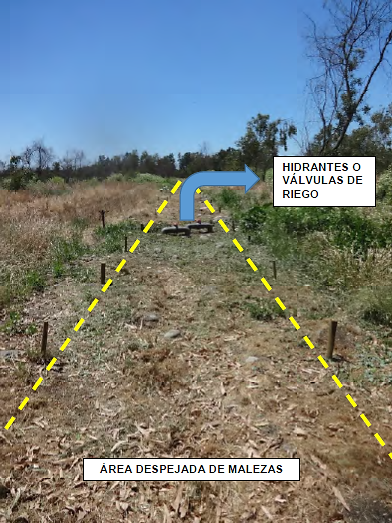 HIDRANTES O
VÁLVULAS DE
RIEGO
ÁREA DESPEJADA DE MALEZAS